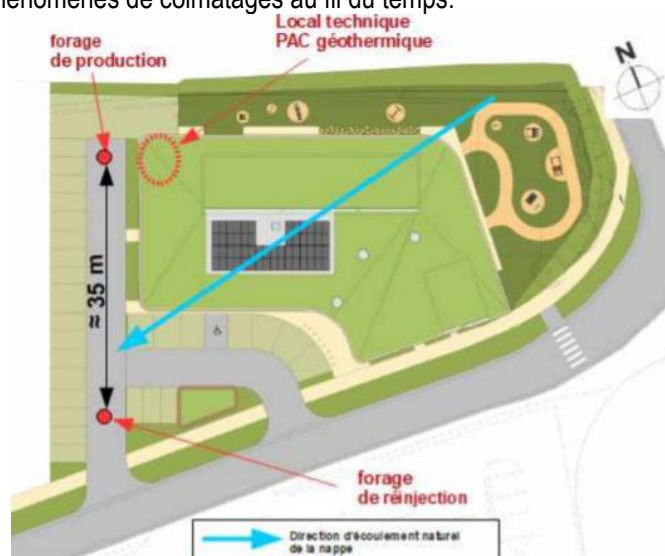 hénomènes de colmatages au fil du temps.
Local technique
PAC géothermique
forage
de production
N
≈ 35 m
forage
de réinjection
Direction d'écoulement naturel
de la nappe